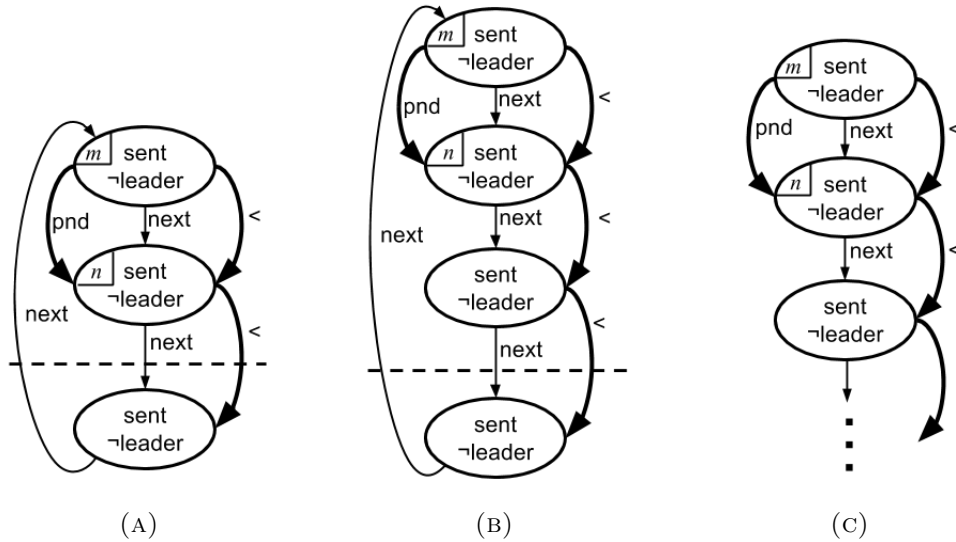 m sent
¬leader
pnd
next
<
n sent
¬leader
next
next
<
sent
¬leader
(A)
m sent
¬leader
pnd
next
<
n sent
¬leader
next
<
next
sent
¬leader
next
<
sent
¬leader
(B)
m sent
¬leader
pnd
next
<
n sent
¬leader
next
<
sent
¬leader
(C)